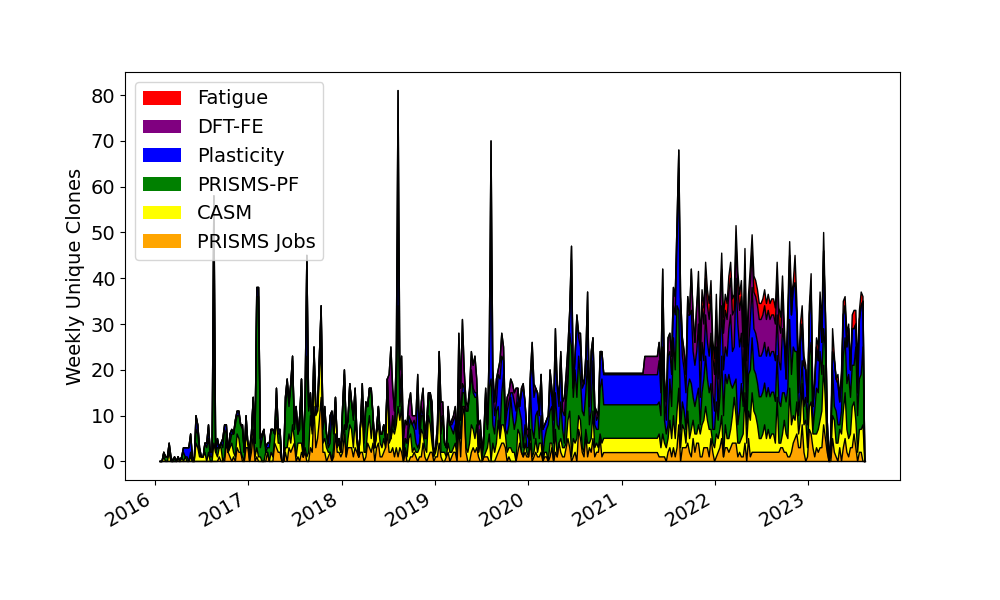 80
70
60
50
40
30
20
10
0
Weekly Unique Clones
Fatigue
DFT-FE
Plasticity
PRISMS-PF
CASM
PRISMS Jobs
2016
2017
2018
2019
2020
2021
2022
2023